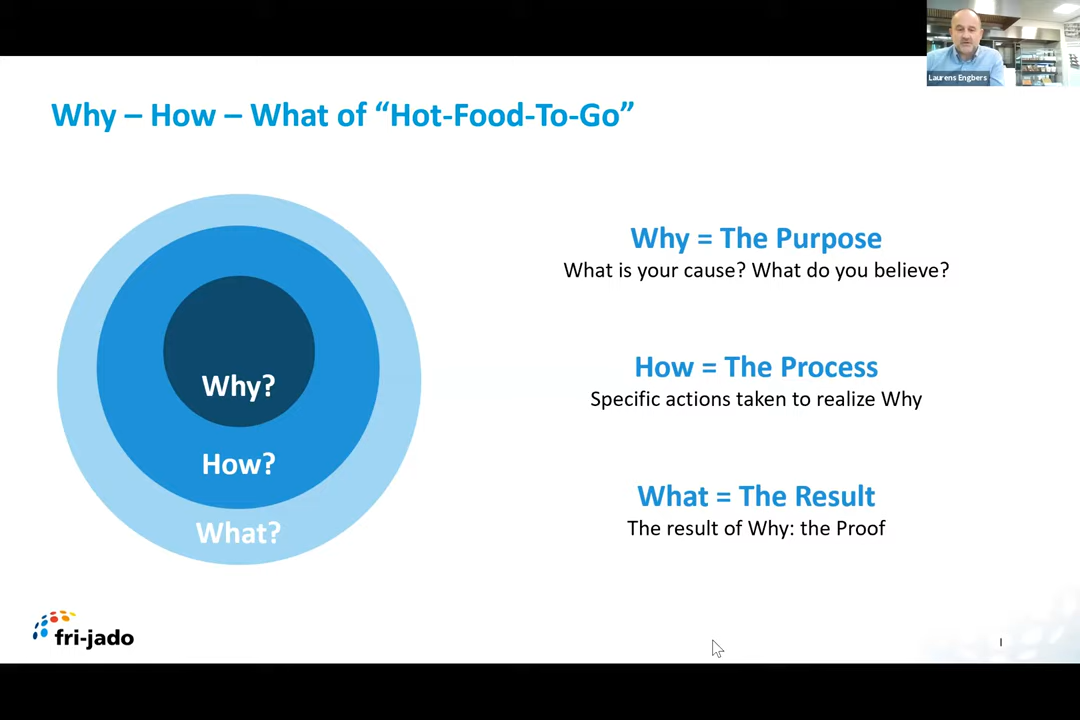 Laurens Engbers
Why – How – What of “Hot-Food-To-Go”
Why?
How?
What?
Why = The Purpose
What is your cause? What do you believe?
How = The Process
Specific actions taken to realize Why
What = The Result
The result of Why: the Proof
fri-jado
I